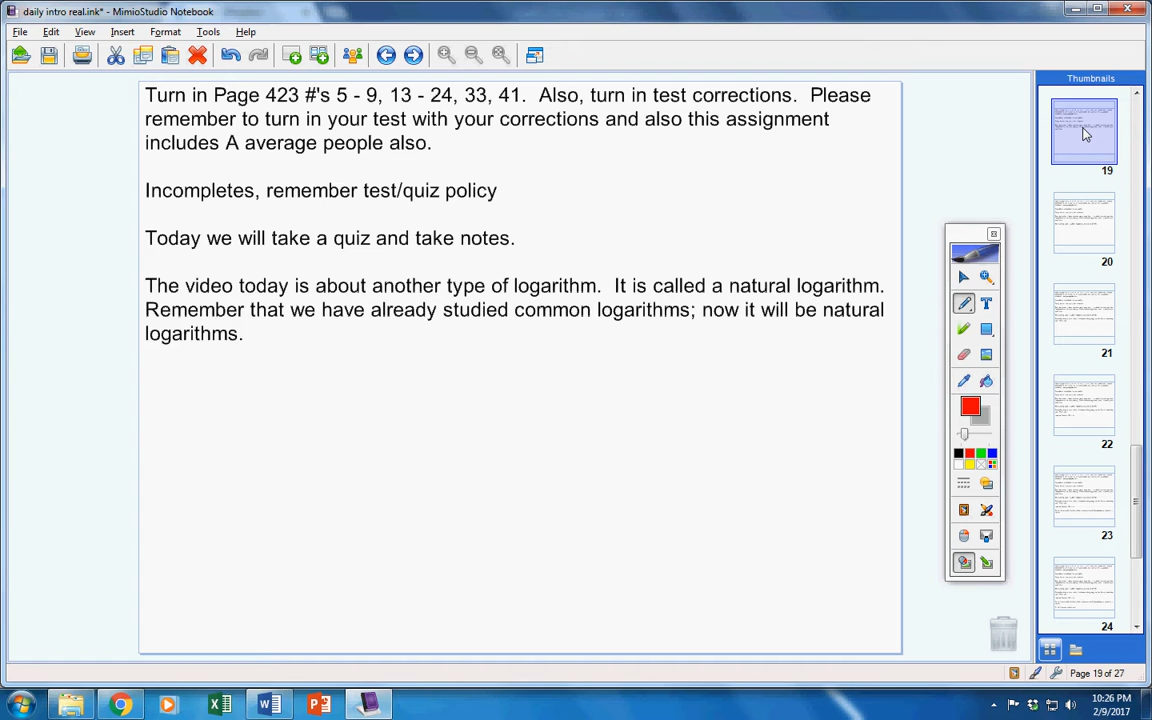 daily intro real.ink* - MimioStudio Notebook
File Edit View Insert Format Tools Help
Turn in Page 423 #'s 5 - 9, 13 - 24, 33, 41.  Also, turn in test corrections.  Please
remember to turn in your test with your corrections and also this assignment
includes A average people also.
Incompletes, remember test/quiz policy
Today we will take a quiz and take notes.
The video today is about another type of logarithm.  It is called a natural logarithm.
Remember that we have already studied common logarithms; now it will be natural
logarithms.
Thumbnails
19
20
21
22
23
24
Page 19 of 27
10:26 PM
2/9/2017